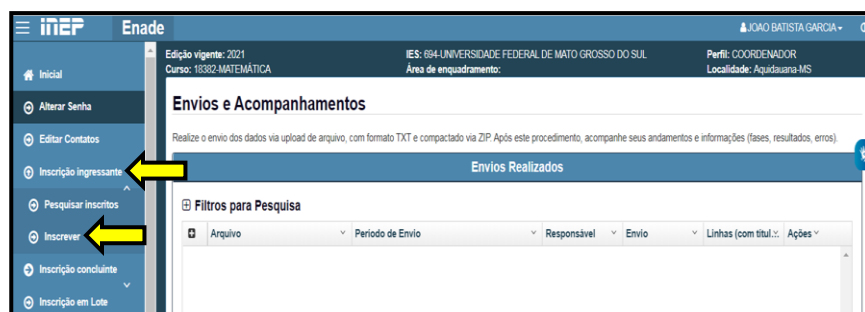 inep Enade
JOAO BATISTA GARCIA
Edição vigente: 2021 IES: 694-UNIVERSIDADE FEDERAL DE MATO GROSSO DO SUL Perfil: COORDENADOR
Curso: 18382-MATEMÁTICA Área de enquadramento: Localidade: Aquidauana-MS
Inicial
Alterar Senha
Editar Contatos
Inscrição ingressante
Pesquisar inscritos
Inscrever
Inscrição concluinte
Inscrição em Lote
Envios e Acompanhamentos
Realize o envio dos dados via upload de arquivo, com formato TXT e compactado via ZIP. Após este procedimento, acompanhe seus andamentos e informações (fases, resultados, erros).
Envios Realizados
Filtros para Pesquisa
Arquivo Período de Envio Responsável Envio Linhas (com titul... Ações